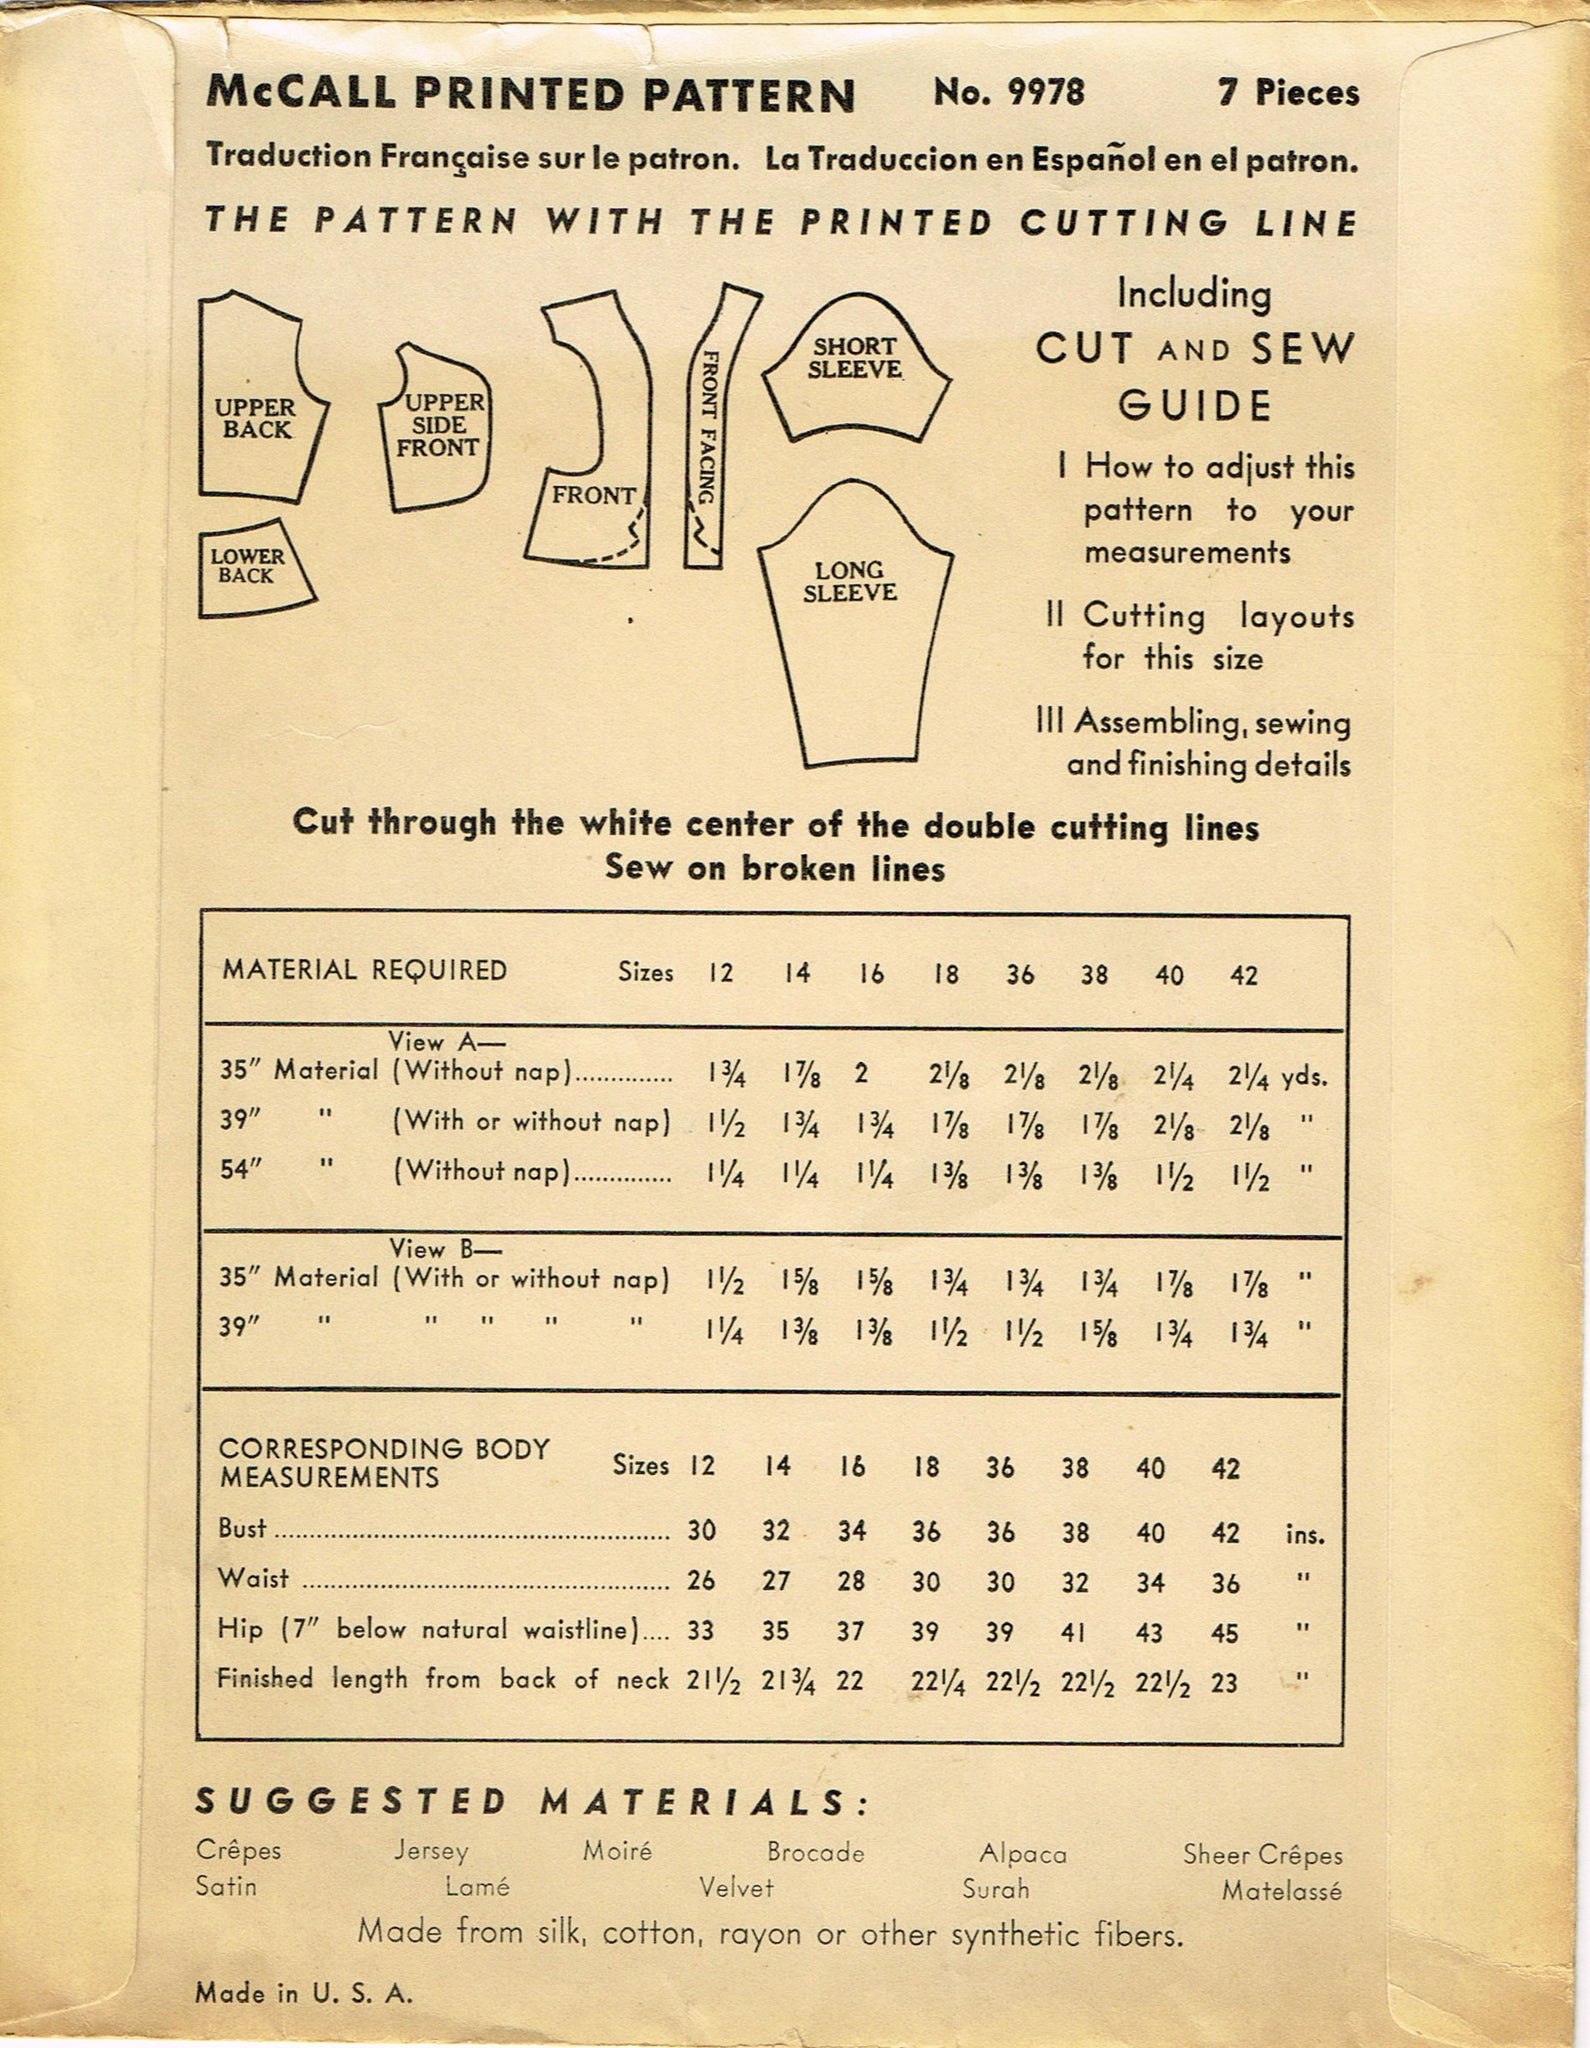 McCALL PRINTED PATTERN No. 9978 7 Pieces
Traduction Française sur le patron. La Traduccion en Español en el patron.
THE PATTERN WITH THE PRINTED CUTTING LINE
UPPER
BACK
LOWER
BACK
UPPER
SIDE
FRONT
FRONT
FRONT FACING
SHORT
SLEEVE
LONG
SLEEVE
Including
CUT AND SEW
GUIDE
I How to adjust this
pattern to your
measurements
II Cutting layouts
for this size
III Assembling, sewing
and finishing details
Cut through the white center of the double cutting lines
Sew on broken lines
MATERIAL REQUIRED Sizes 12 14 16 18 36 38 40 42
View A—
35" Material (Without nap).............. 1¾ 1⅞ 2 2⅛ 2⅛ 2⅛ 2¼ 2¼ yds.
39" " (With or without nap) 1½ 1¾ 1¾ 1⅞ 1⅞ 1⅞ 2⅛ 2⅛ "
54" " (Without nap).............. 1¼ 1¼ 1¼ 1⅜ 1⅜ 1⅜ 1½ 1½ "
View B—
35" Material (With or without nap) 1½ 1⅝ 1⅝ 1¾ 1¾ 1¾ 1⅞ 1⅞ "
39" " " " " " 1¼ 1⅜ 1⅜ 1½ 1½ 1⅝ 1¾ 1¾ "
CORRESPONDING BODY
MEASUREMENTS Sizes 12 14 16 18 36 38 40 42
Bust ........................................................ 30 32 34 36 36 38 40 42 ins.
Waist .................................................... 26 27 28 30 30 32 34 36 "
Hip (7" below natural waistline).... 33 35 37 39 39 41 43 45 "
Finished length from back of neck 21½ 21¾ 22 22¼ 22½ 22½ 22½ 23 "
SUGGESTED MATERIALS:
Crêpes Jersey Moiré Brocade Alpaca Sheer Crêpes
Satin Lamé Velvet Surah Matelassé
Made from silk, cotton, rayon or other synthetic fibers.
Made in U. S. A.